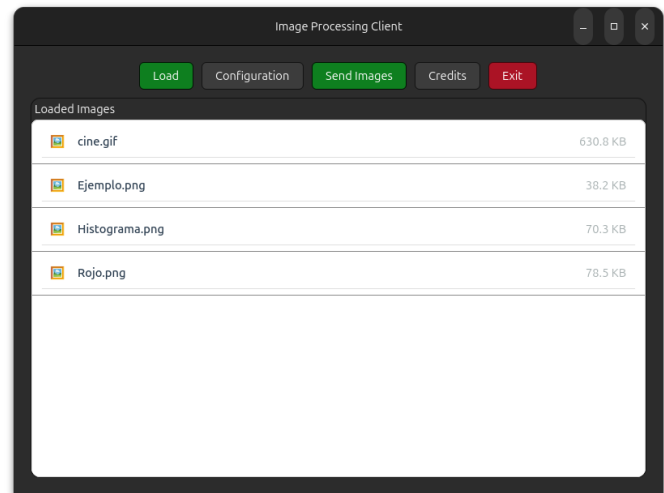 Image Processing Client
Load Configuration Send Images Credits Exit
Loaded Images
cine.gif 630.8 KB
Ejemplo.png 38.2 KB
Histograma.png 70.3 KB
Rojo.png 78.5 KB